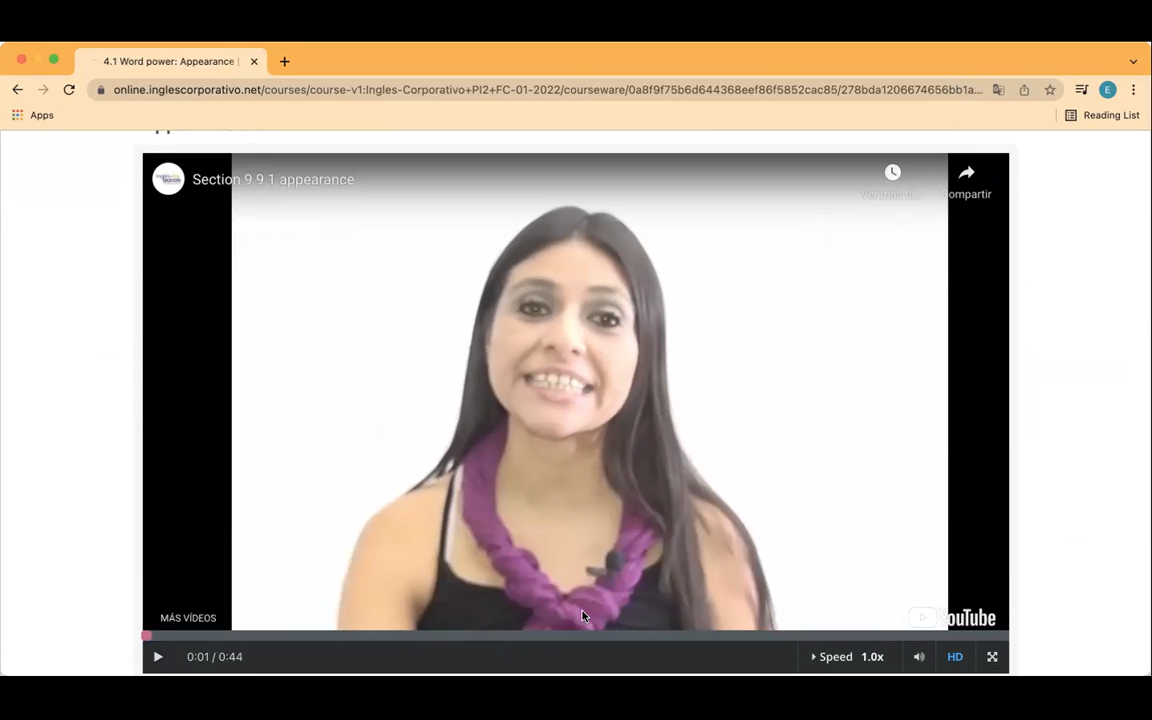 4.1 Word power: Appearance |
online.inglescorporativo.net/courses/course-v1:Ingles-Corporativo+PI2+FC-01-2022/courseware/0a8f9f75b6d644368eef86f5852cac85/278bda1206674656bb1a...
E
Apps
Reading List
Section 9 9 1 appearance
Compartir
MÁS VÍDEOS
YouTube
0:01 / 0:44
Speed 1.0x
HD